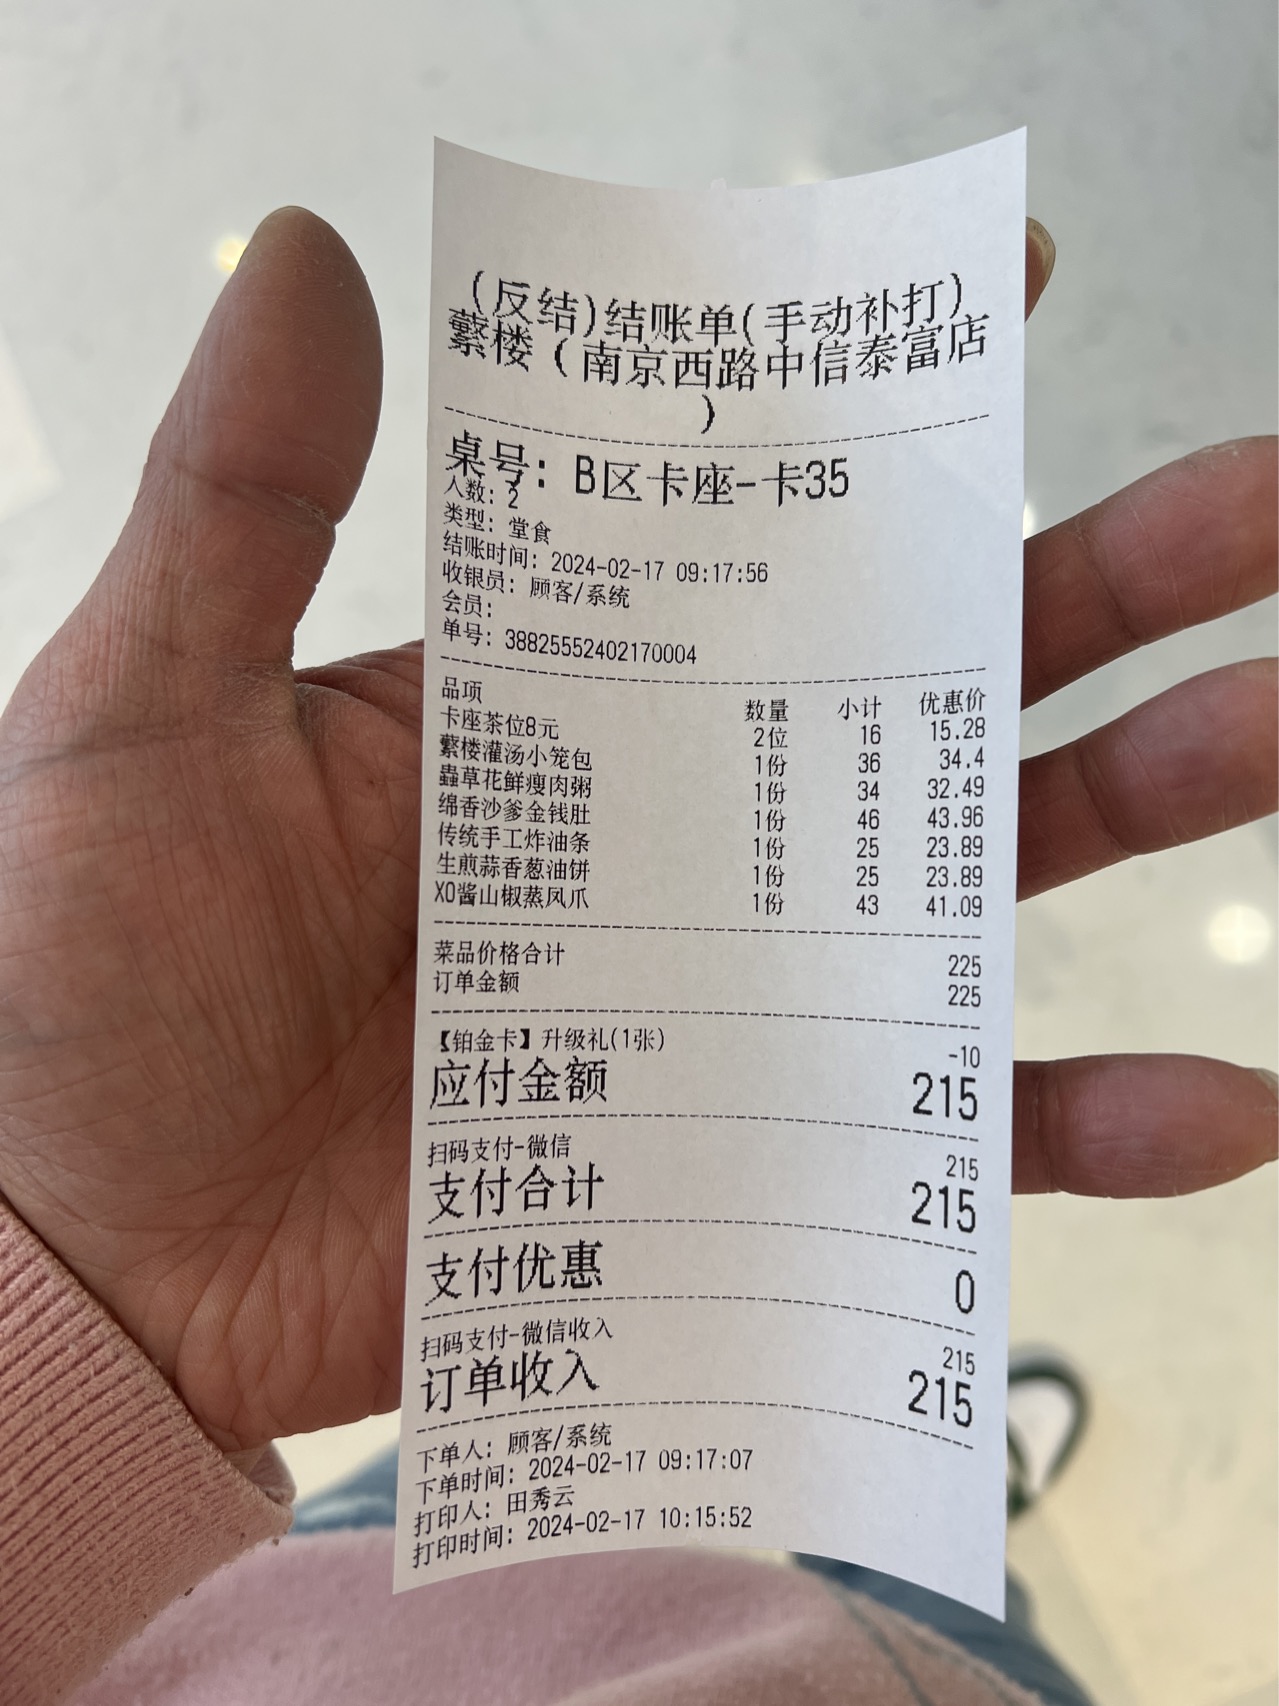 (反结)结账单(手动补打)
蘩楼（南京西路中信泰富店
）
桌号: B区卡座-卡35
人数: 2
类型: 堂食
结账时间: 2024-02-17 09:17:56
收银员: 顾客/系统
会员:
单号: 38825552402170004
品项 数量 小计 优惠价
卡座茶位8元 2位 16 15.28
蘩楼灌汤小笼包 1份 36 34.4
蟲草花鲜瘦肉粥 1份 34 32.49
绵香沙爹金钱肚 1份 46 43.96
传统手工炸油条 1份 25 23.89
生煎蒜香葱油饼 1份 25 23.89
XO酱山椒蒸凤爪 1份 43 41.09
菜品价格合计 225
订单金额 225
【铂金卡】升级礼(1张) -10
应付金额 215
扫码支付-微信 215
支付合计 215
支付优惠 0
扫码支付-微信收入 215
订单收入 215
下单人: 顾客/系统
下单时间: 2024-02-17 09:17:07
打印人: 田秀云
打印时间: 2024-02-17 10:15:52